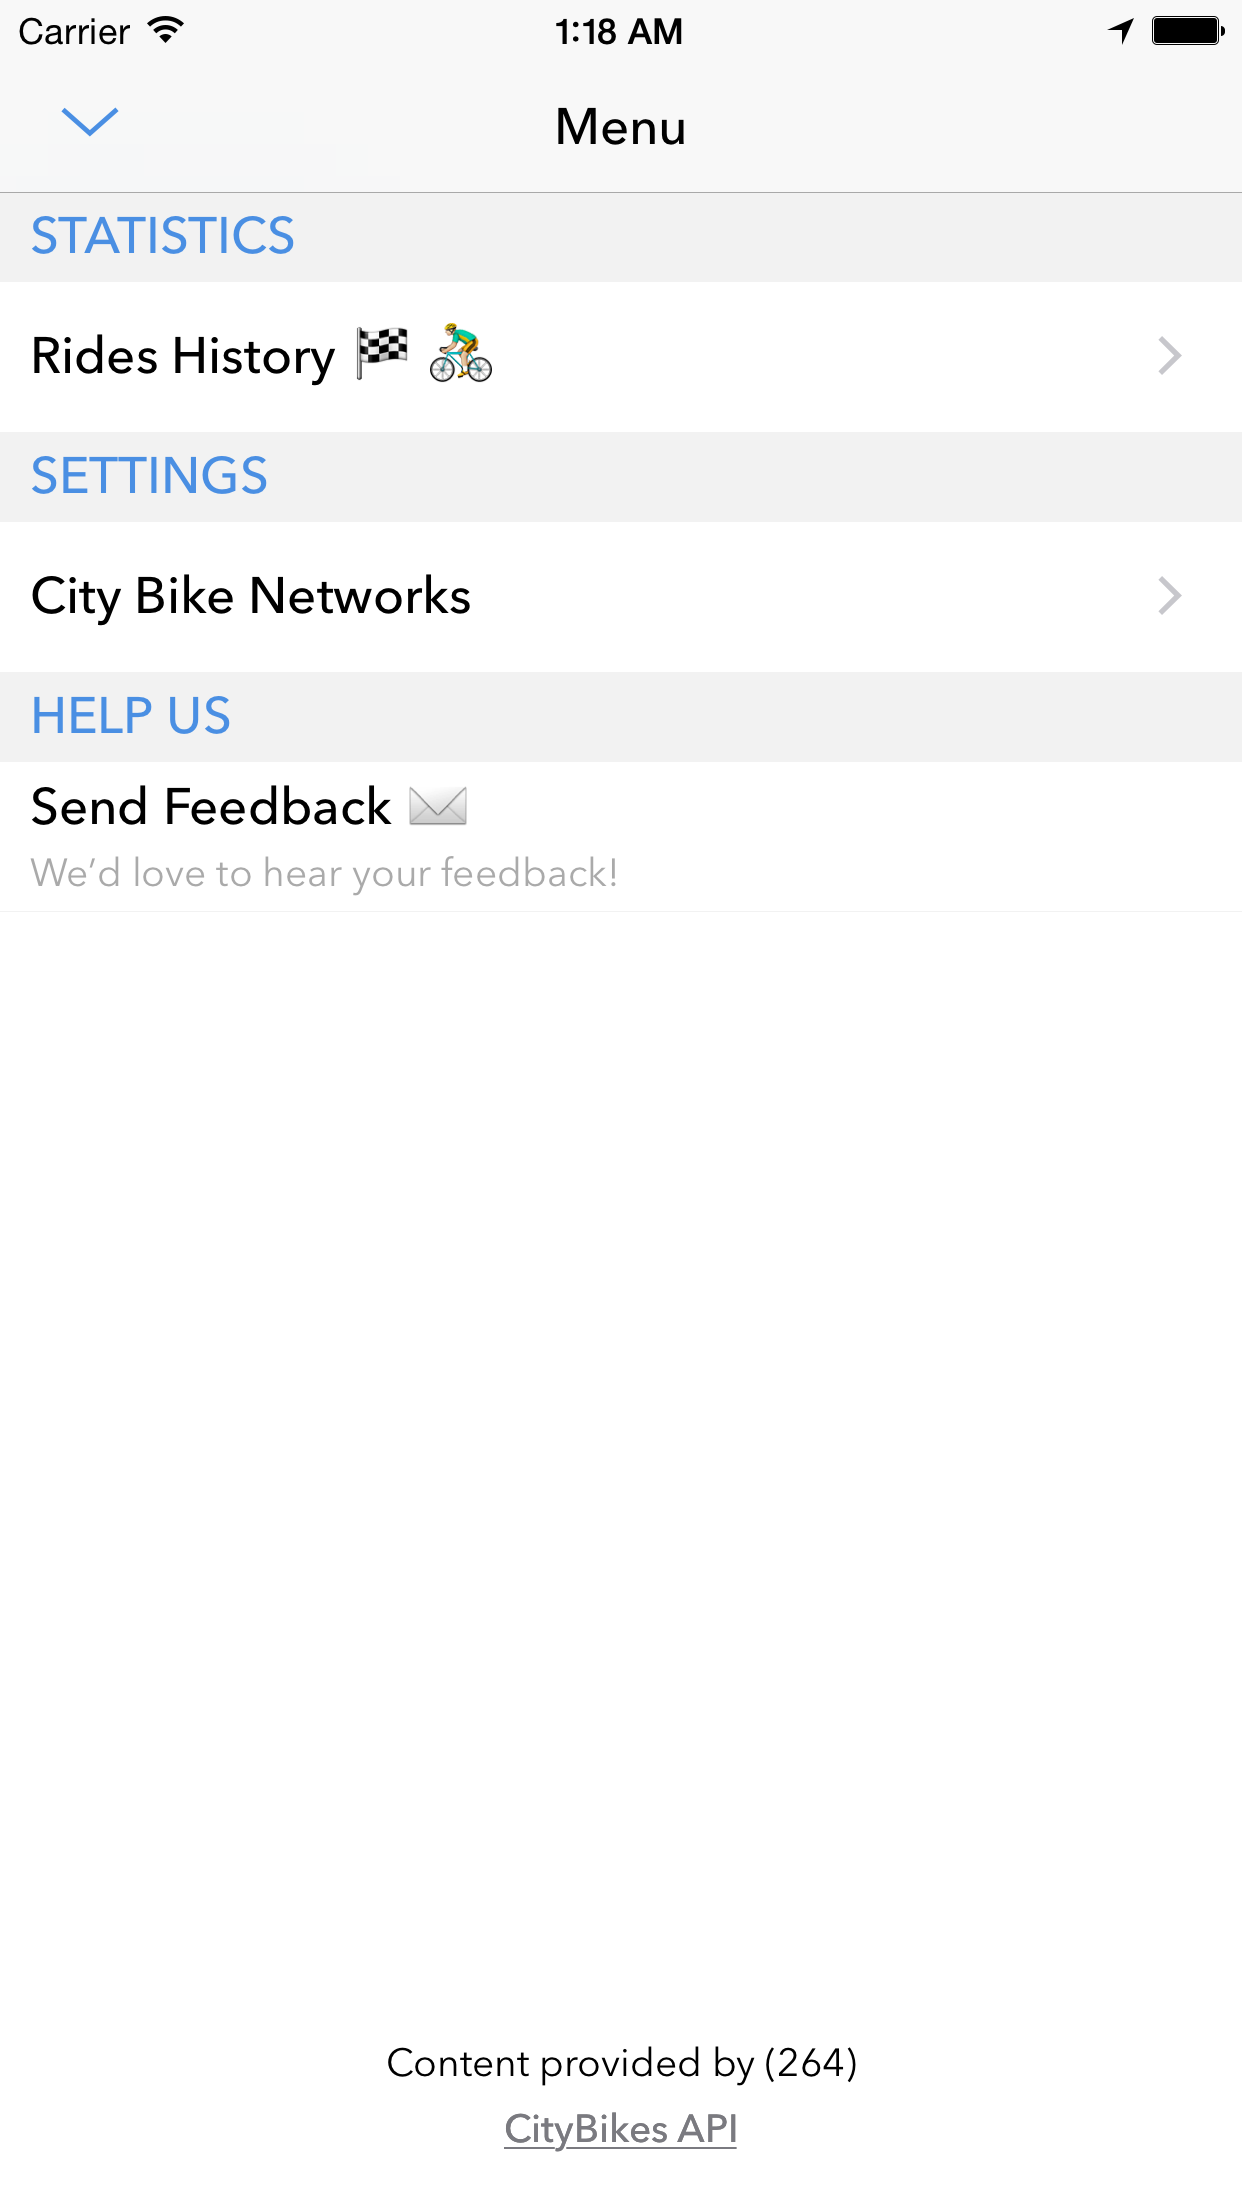 Carrier 1:18 AM
Menu
STATISTICS
Rides History 🏁 🚴
SETTINGS
City Bike Networks
HELP US
Send Feedback ✉️
We’d love to hear your feedback!
Content provided by (264)
CityBikes API